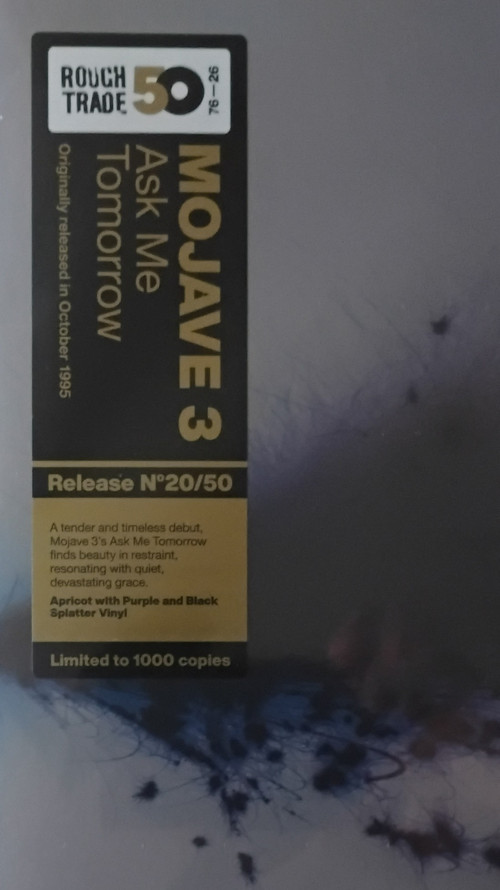 ROUGH
TRADE
50
76—26
MOJAVE 3
Ask Me
Tomorrow
Originally released in October 1995
Release Nº20/50
A tender and timeless debut,
Mojave 3's Ask Me Tomorrow
finds beauty in restraint,
resonating with quiet,
devastating grace.
Apricot with Purple and Black
Splatter Vinyl
Limited to 1000 copies